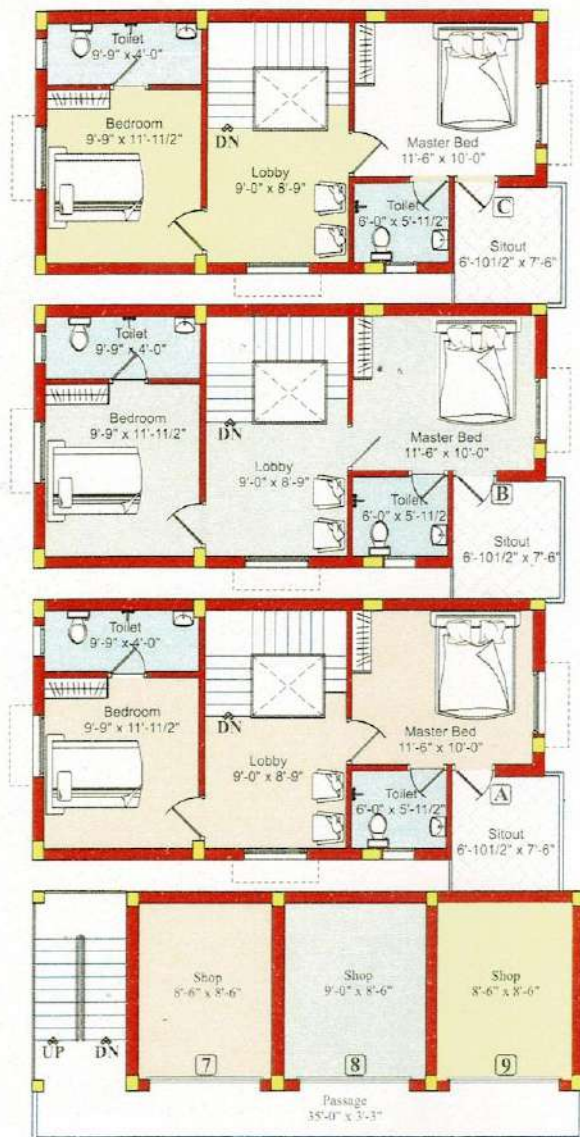 Toilet
9'-9" x 4'-0"
Bedroom
9'-9" x 11'-11/2"
DN
Lobby
9'-0" x 8'-9"
Master Bed
11'-6" x 10'-0"
Toilet
6'-0" x 5'-11/2"
C
Sitout
6'-101/2" x 7'-6"
Toilet
9'-9" x 4'-0"
Bedroom
9'-9" x 11'-11/2"
DN
Lobby
9'-0" x 8'-9"
Master Bed
11'-6" x 10'-0"
Toilet
6'-0" x 5'-11/2
B
Sitout
6'-101/2" x 7'-6"
Toilet
9'-9" x 4'-0"
Bedroom
9'-9" x 11'-11/2"
DN
Lobby
9'-0" x 8'-9"
Master Bed
11'-6" x 10'-0"
Toilet
6'-0" x 5'-11/2"
A
Sitout
6'-101/2" x 7'-6"
UP
DN
Shop
8'-6" x 8'-6"
7
Shop
9'-0" x 8'-6"
8
Shop
8'-6" x 8'-6"
9
Passage
35'-0" x 3'-3"